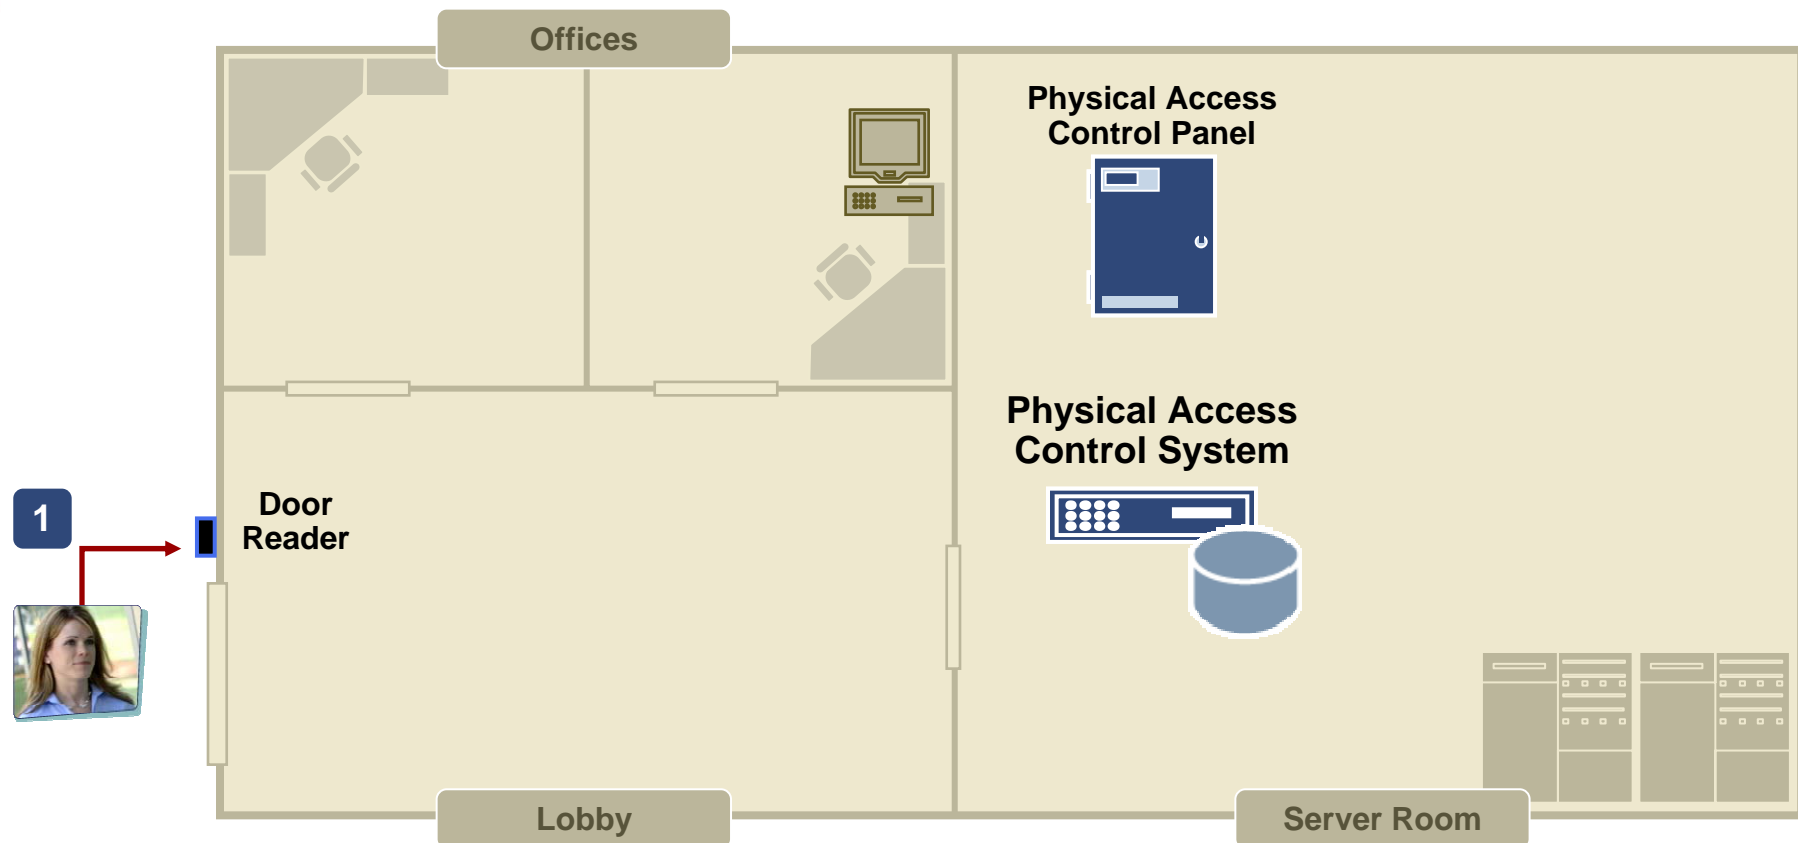 Offices
Physical Access
Control Panel
Physical Access
Control System
1
Door
Reader
Lobby
Server Room